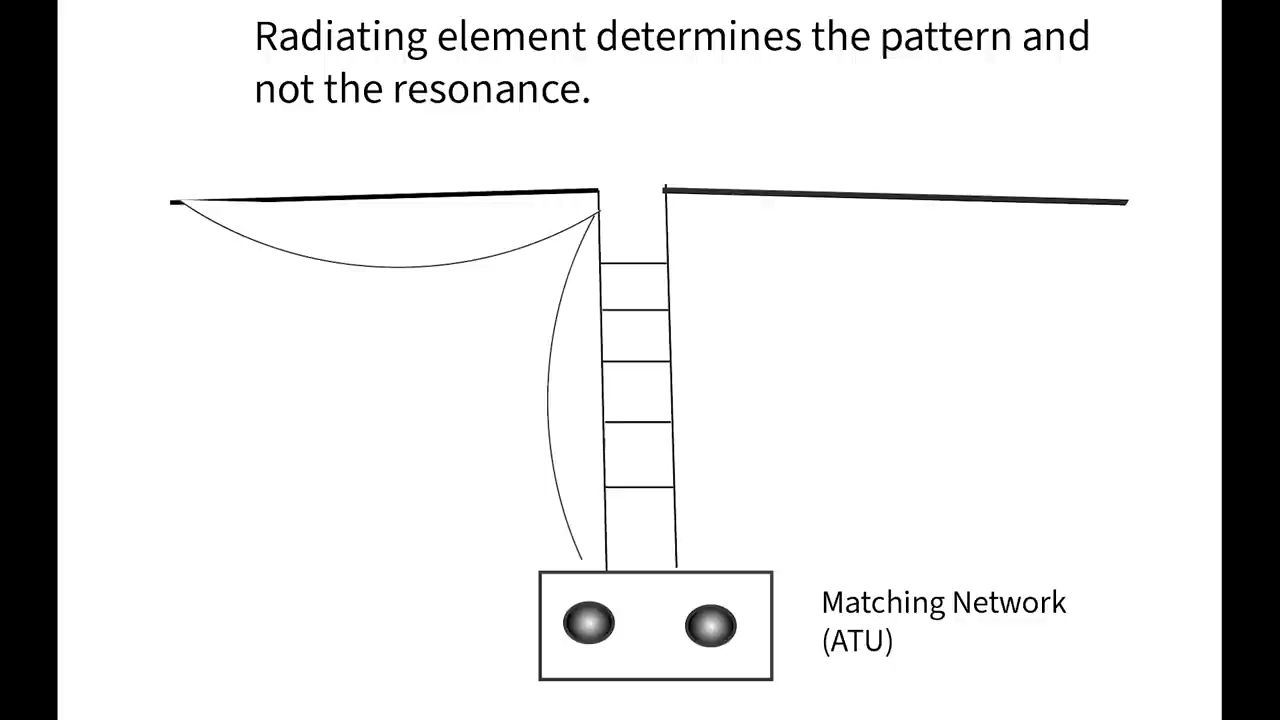 Radiating element determines the pattern and
not the resonance.
Matching Network
(ATU)